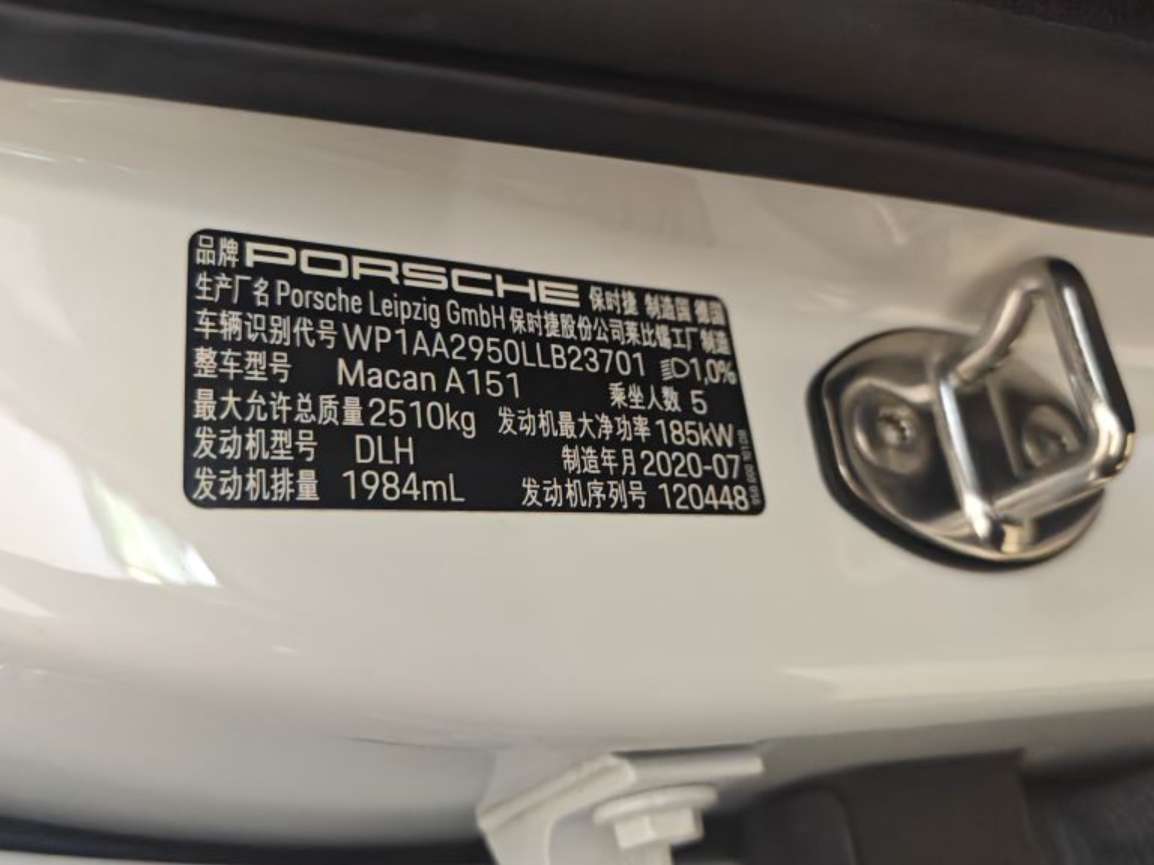 品牌 PORSCHE 保时捷 制造国 德国
生产厂名 Porsche Leipzig GmbH 保时捷股份公司莱比锡工厂制造
车辆识别代号 WP1AA2950LLB23701 1,0%
整车型号 Macan A151 乘坐人数 5
最大允许总质量 2510kg 发动机最大净功率 185kW
发动机型号 DLH 制造年月 2020-07
发动机排量 1984mL 发动机序列号 120448